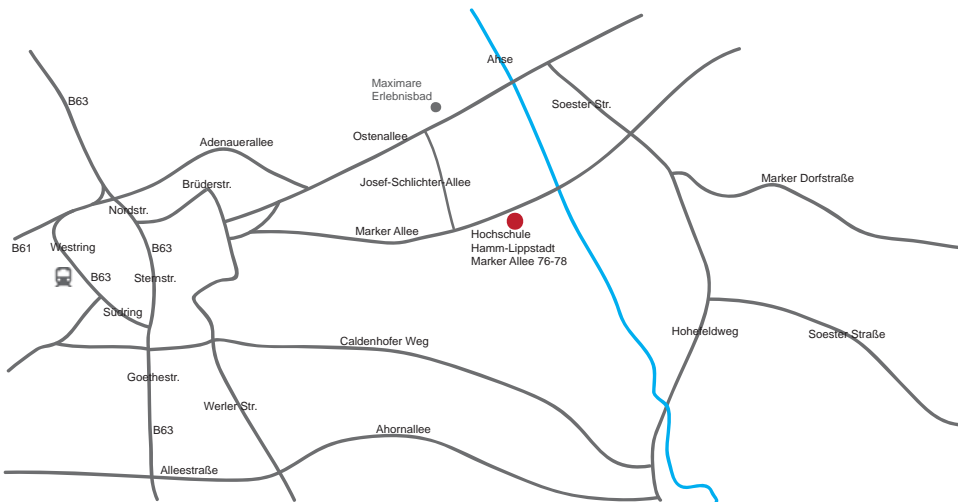 Ahse
Maximare
Erlebnisbad
B63
Soester Str.
Ostenallee
Adenauerallee
Josef-Schlichter-Allee
Brüderstr.
Marker Dorfstraße
Nordstr.
Marker Allee
Hochschule
Hamm-Lippstadt
Marker Allee 76-78
B61
Westring
B63
B63
Sternstr.
Südring
Hohefeldweg
Soester Straße
Caldenhofer Weg
Goethestr.
Werler Str.
B63
Ahornallee
Alleestraße